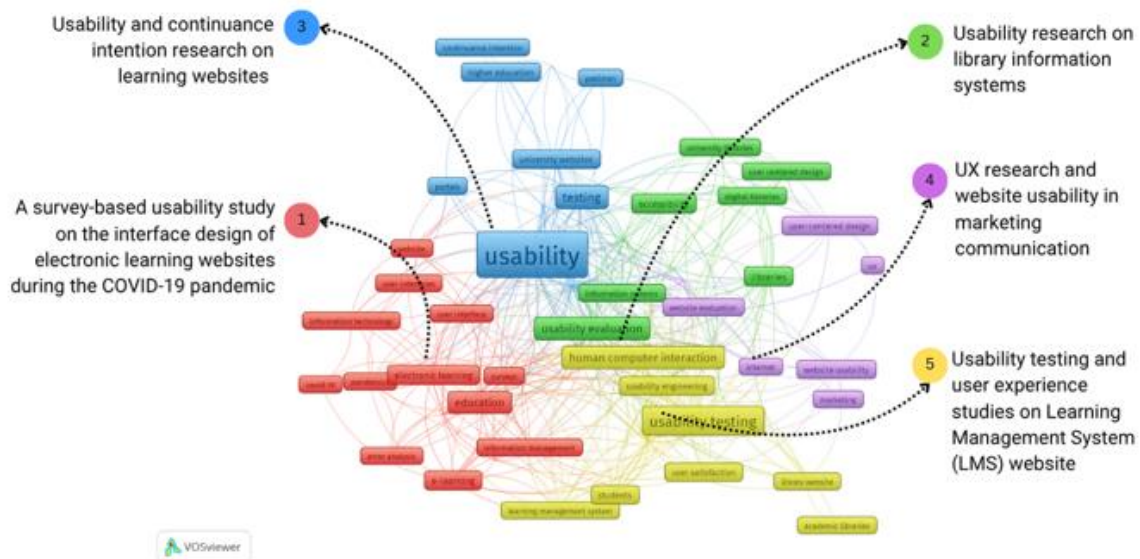 3
Usability and continuance
intention research on
learning websites
2
Usability research on
library information
systems
1
A survey-based usability study
on the interface design of
electronic learning websites
during the COVID-19 pandemic
4
UX research and
website usability in
marketing
communication
5
Usability testing and
user experience
studies on Learning
Management System
(LMS) website
continuance intention
higher education
university websites
portals
testing
usability
university libraries
user centered design
digital libraries
accessibility
libraries
information systems
usability evaluation
user-centered design
website evaluation
internet
website usability
marketing
website
user interfaces
user interface
information technology
electronic learning
education
error analysis
information management
e-learning
human computer interaction
usability engineering
usability testing
user satisfaction
students
learning management system
library website
academic libraries
VOSviewer